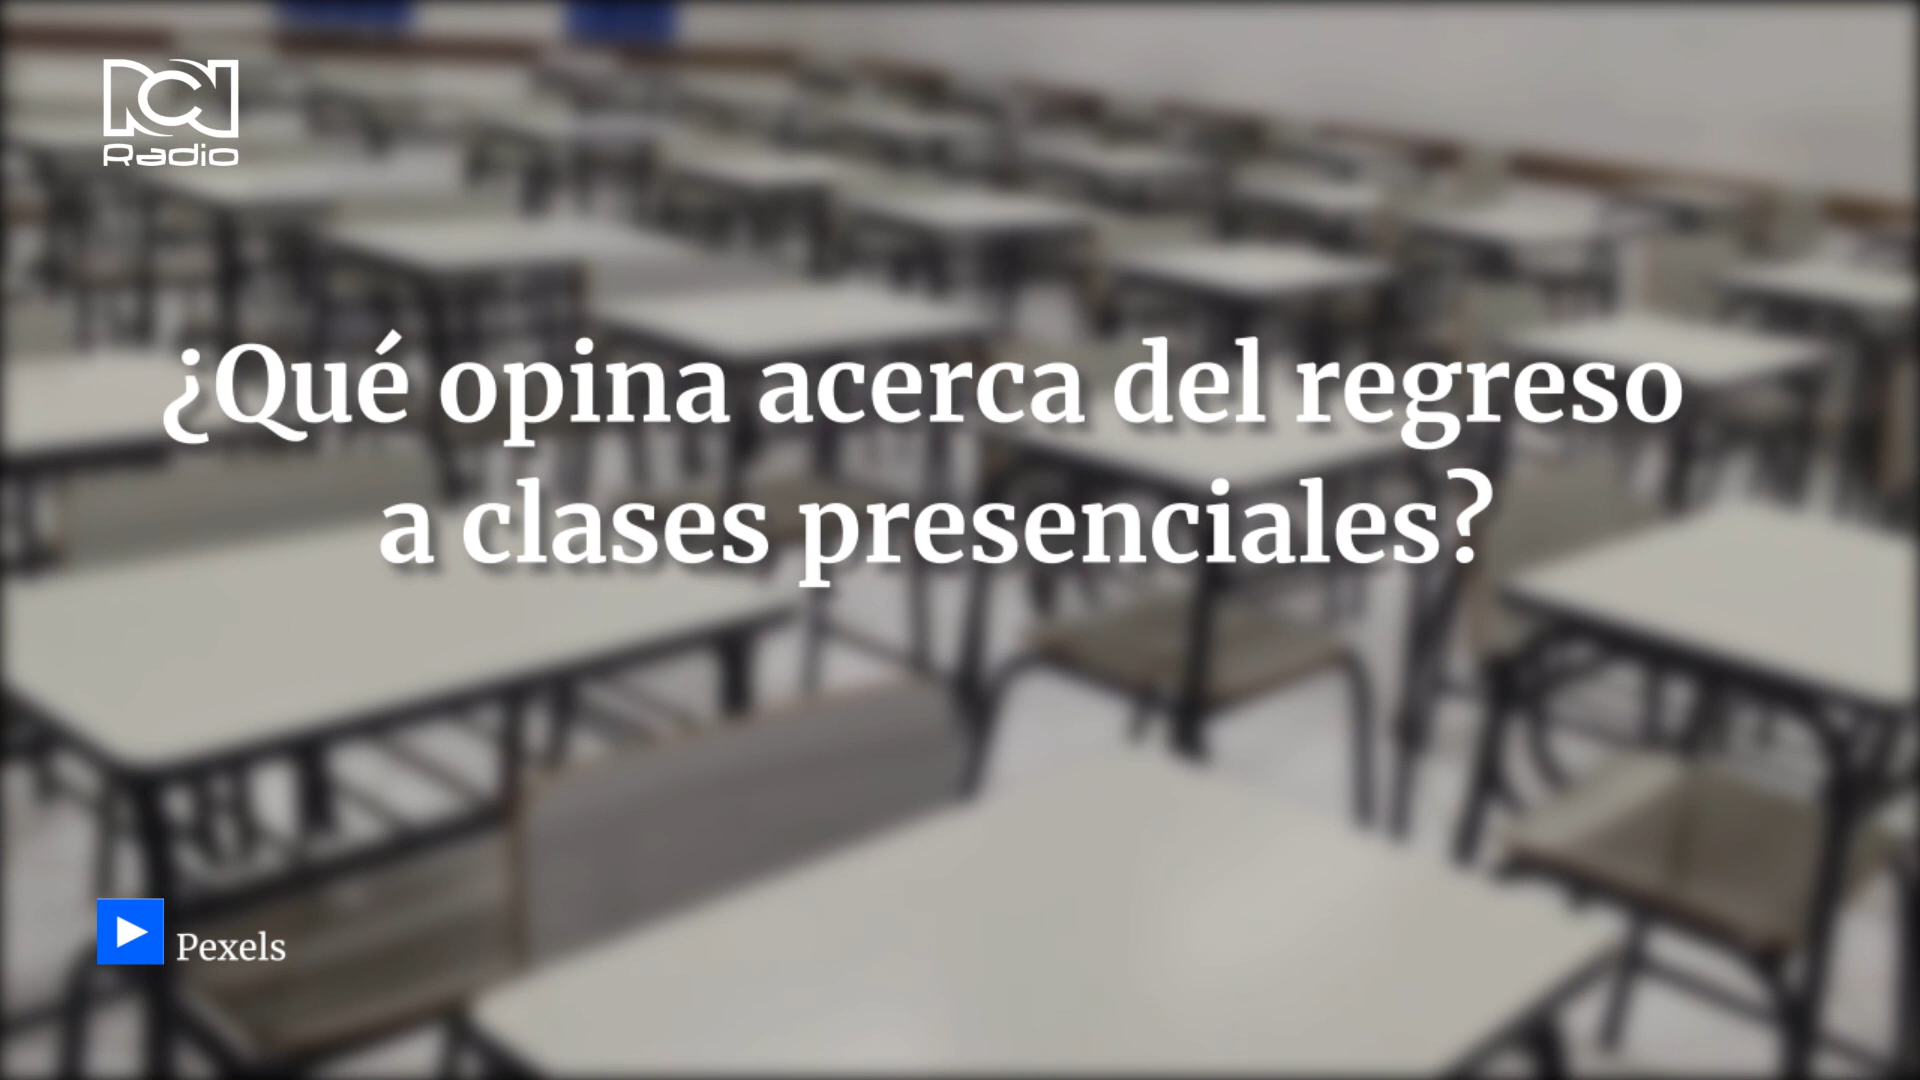 RCN
Radio
¿Qué opina acerca del regreso
a clases presenciales?
Pexels